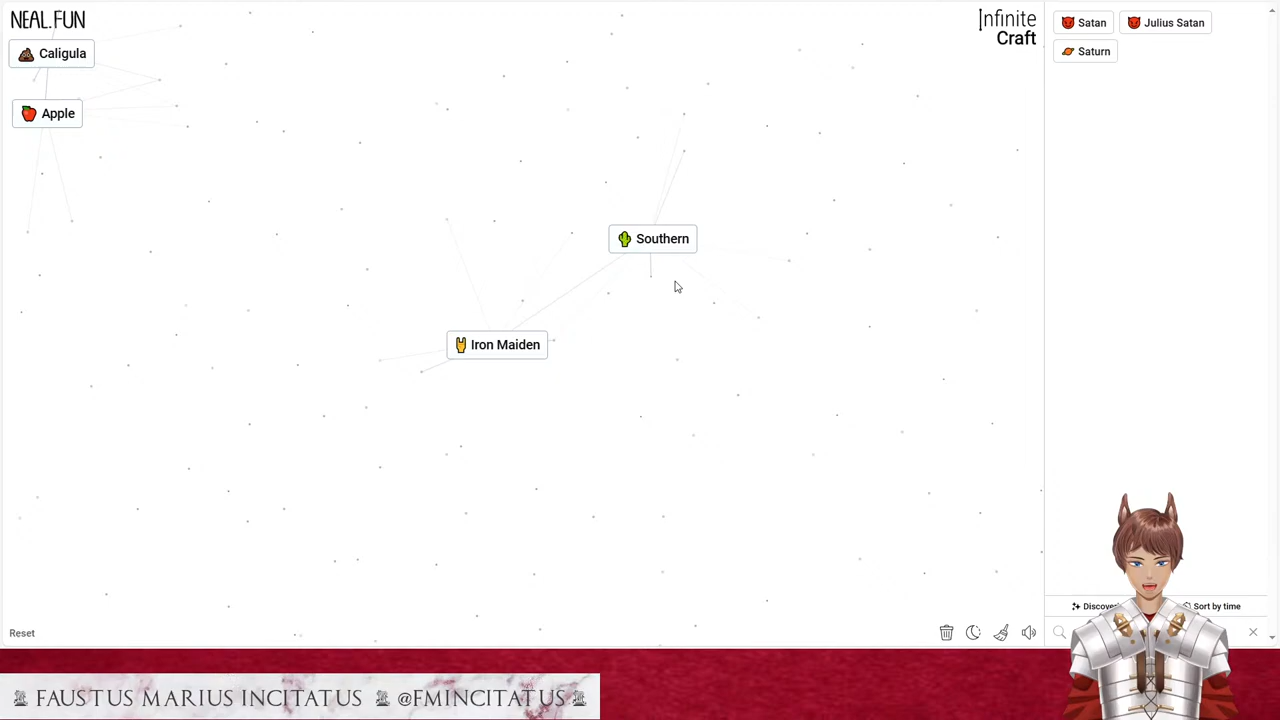 NEAL.FUN
Infinite
Craft
Caligula
Apple
Southern
Iron Maiden
Satan
Julius Satan
Saturn
Sort by time
Reset
FAUSTUS MARIUS INCITATUS @FMINCITATUS